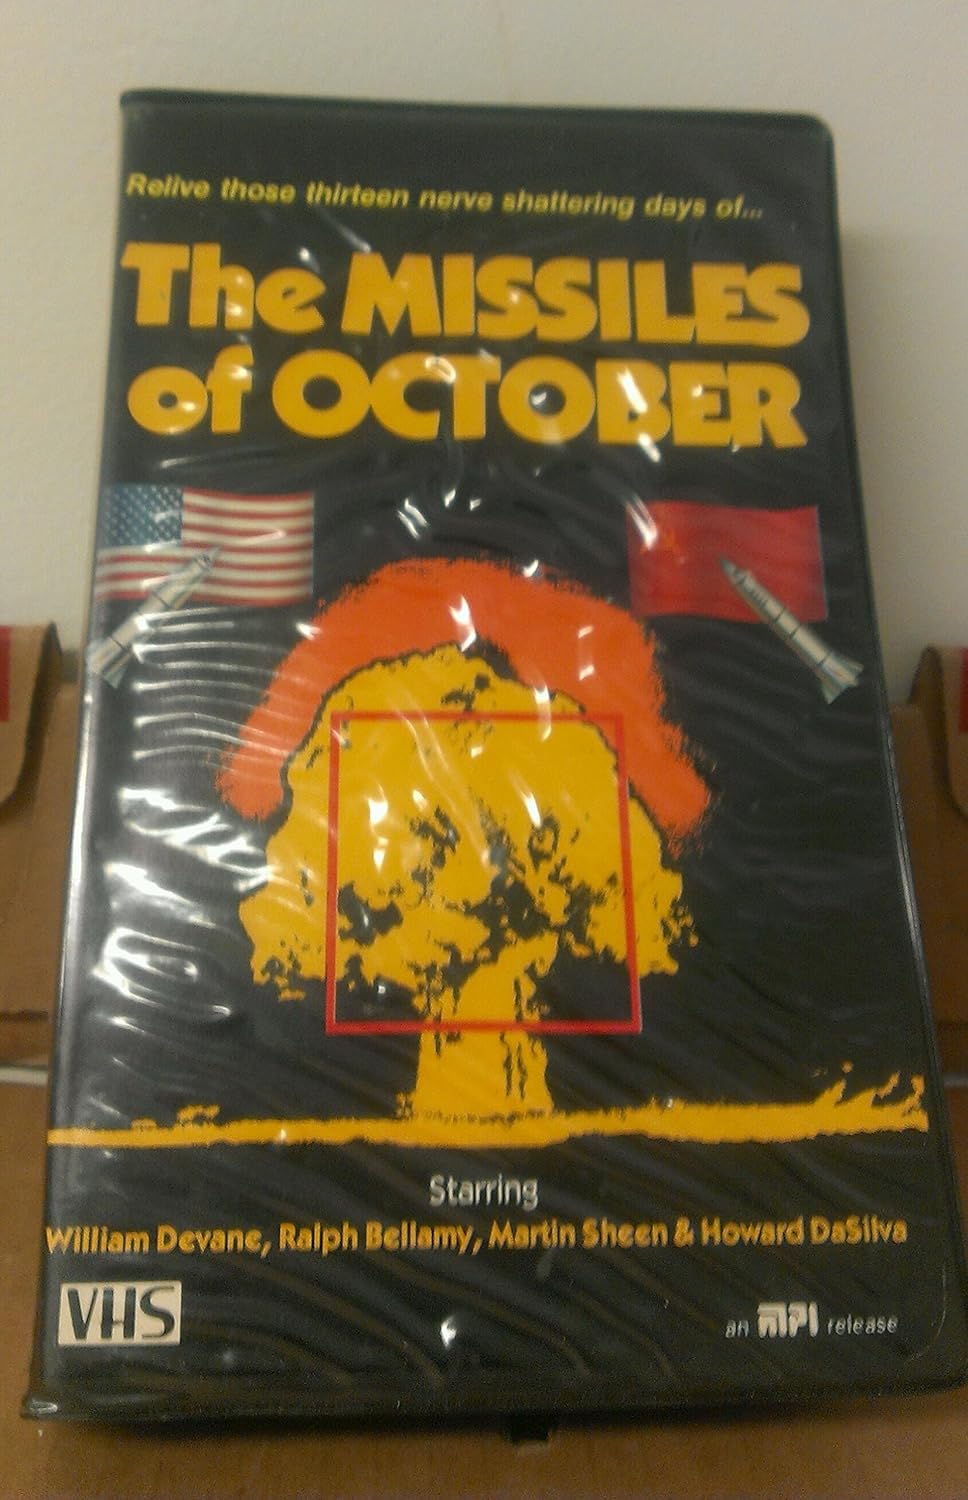 Relive those thirteen nerve shattering days of...
The MISSILES
of OCTOBER
Starring
William Devane, Ralph Bellamy, Martin Sheen & Howard DaSilva
VHS
an MPI release